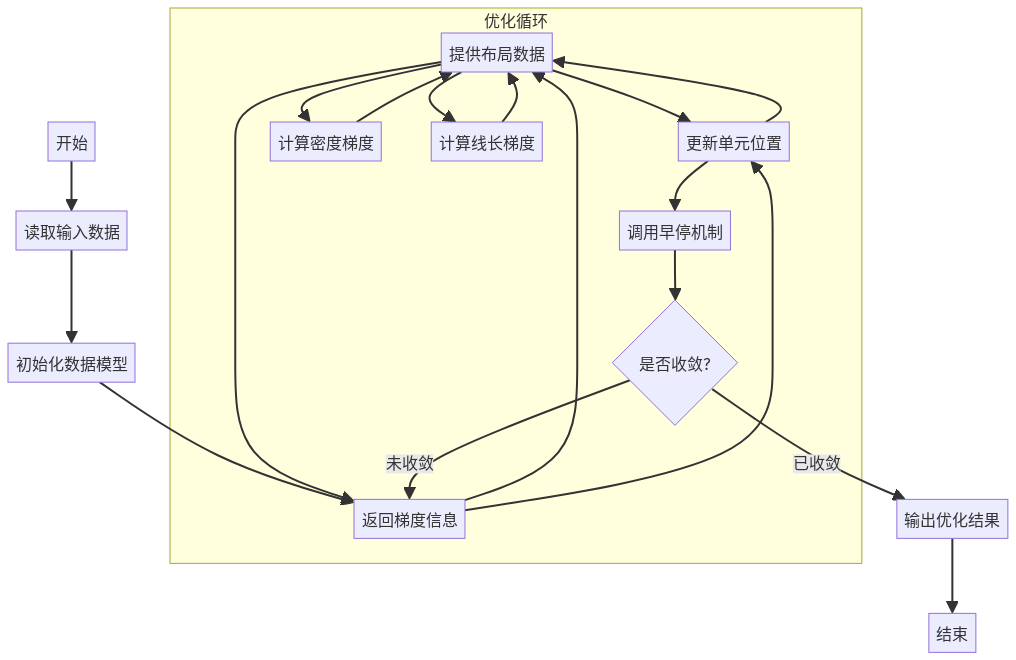 优化循环
提供布局数据
开始
计算密度梯度
计算线长梯度
更新单元位置
读取输入数据
调用早停机制
初始化数据模型
是否收敛?
未收敛
已收敛
返回梯度信息
输出优化结果
结束